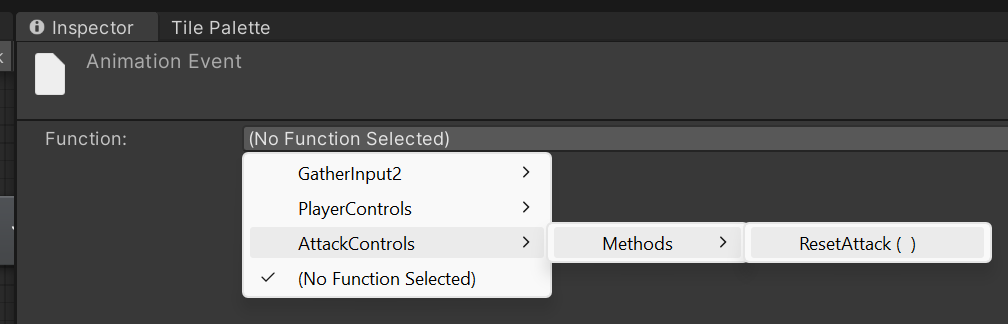 Inspector
Tile Palette
Animation Event
Function:
(No Function Selected)
GatherInput2
PlayerControls
AttackControls
Methods
ResetAttack ( )
(No Function Selected)